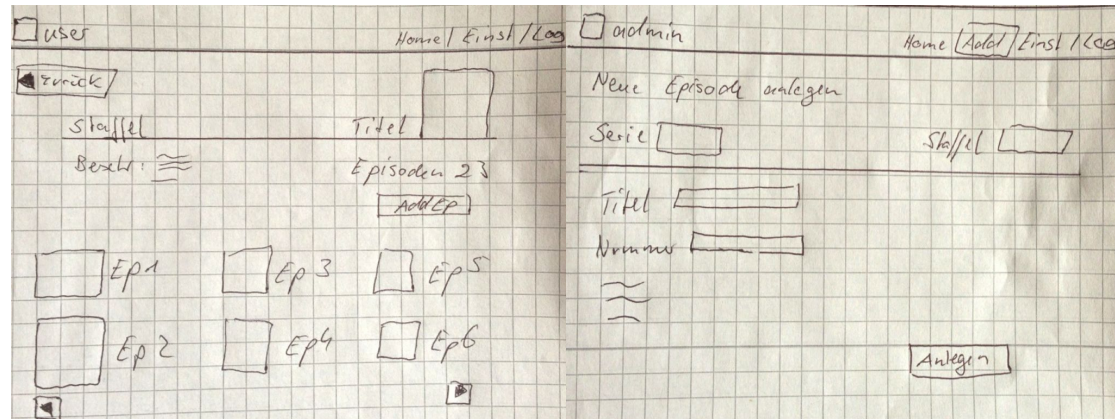 user
Home / Einst / Log
Zurück
Staffel
Titel
Beschr:
Episoden 23
Add Ep
Ep 1
Ep 3
Ep 5
Ep 2
Ep 4
Ep 6
admin
Home / Add / Einst / Log
Neue Episode anlegen
Serie
Staffel
Titel
Nummer
Anlegen